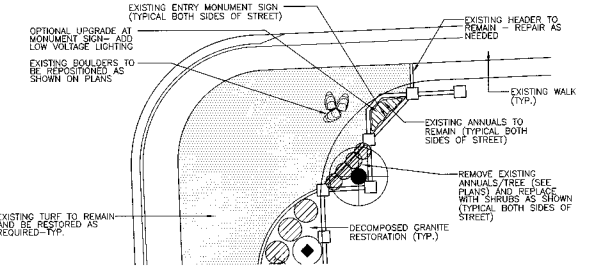 EXISTING ENTRY MONUMENT SIGN
(TYPICAL BOTH SIDES OF STREET)
OPTIONAL UPGRADE AT
MONUMENT SIGN- ADD
LOW VOLTAGE LIGHTING
EXISTING BOULDERS TO
BE REPOSITIONED AS
SHOWN ON PLANS
EXISTING HEADER TO
REMAIN - REPAIR AS
NEEDED
EXISTING WALK
(TYP.)
EXISTING ANNUALS TO
REMAIN (TYPICAL BOTH
SIDES OF STREET)
REMOVE EXISTING
ANNUALS/TREE (SEE
PLANS) AND REPLACE
WITH SHRUBS AS SHOWN
(TYPICAL BOTH SIDES OF
STREET)
EXISTING TURF TO REMAIN
AND BE RESTORED AS
REQUIRED-TYP.
DECOMPOSED GRANITE
RESTORATION (TYP.)